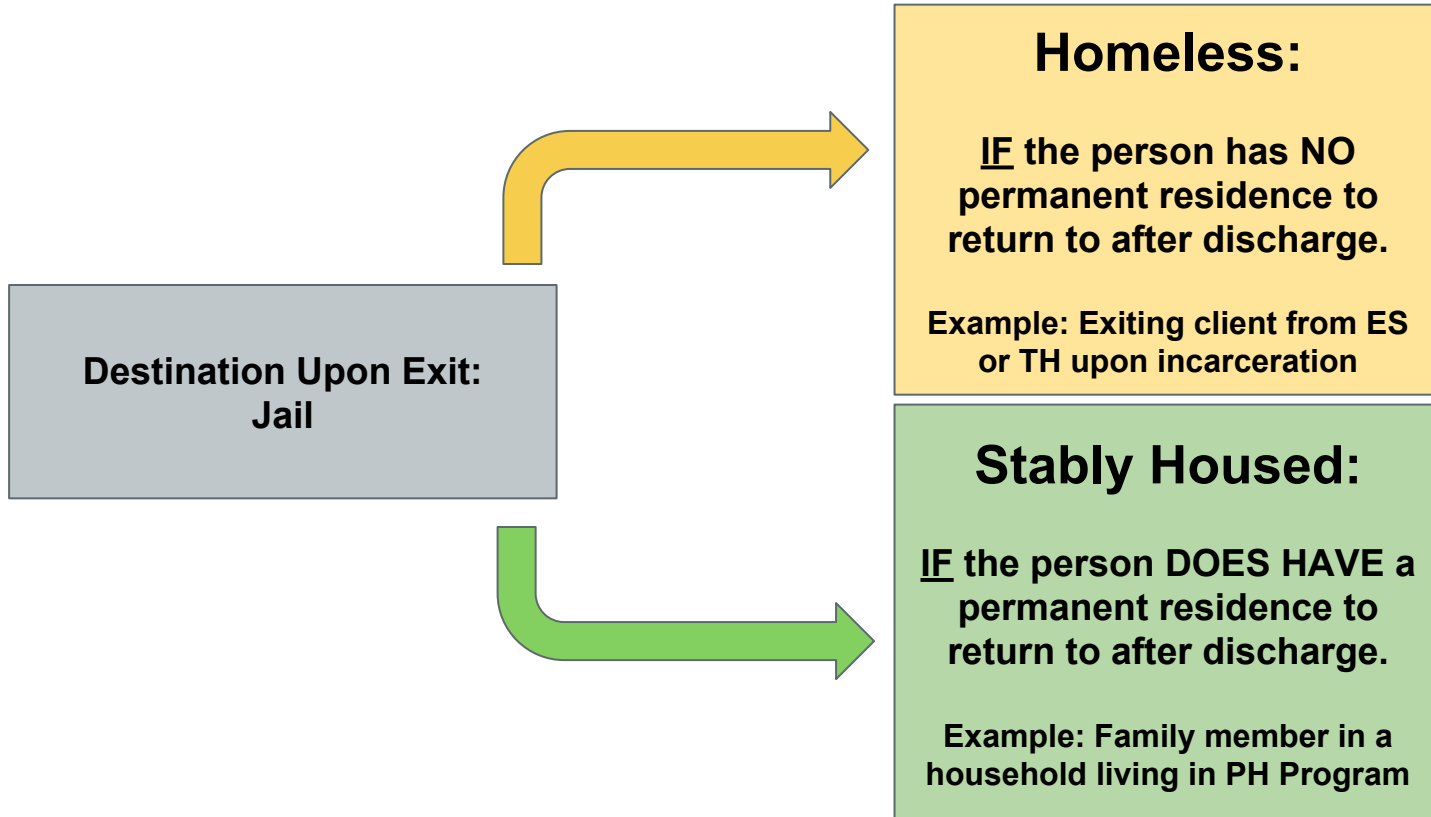 Homeless:
IF the person has NO
permanent residence to
return to after discharge.
Example: Exiting client from ES
or TH upon incarceration
Destination Upon Exit:
Jail
Stably Housed:
IF the person DOES HAVE a
permanent residence to
return to after discharge.
Example: Family member in a
household living in PH Program